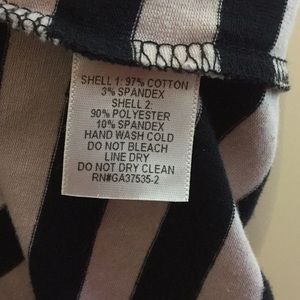 SHELL 1: 97% COTTON
3% SPANDEX
SHELL 2:
90% POLYESTER
10% SPANDEX
HAND WASH COLD
DO NOT BLEACH
LINE DRY
DO NOT DRY CLEAN
RN#GA37535-2